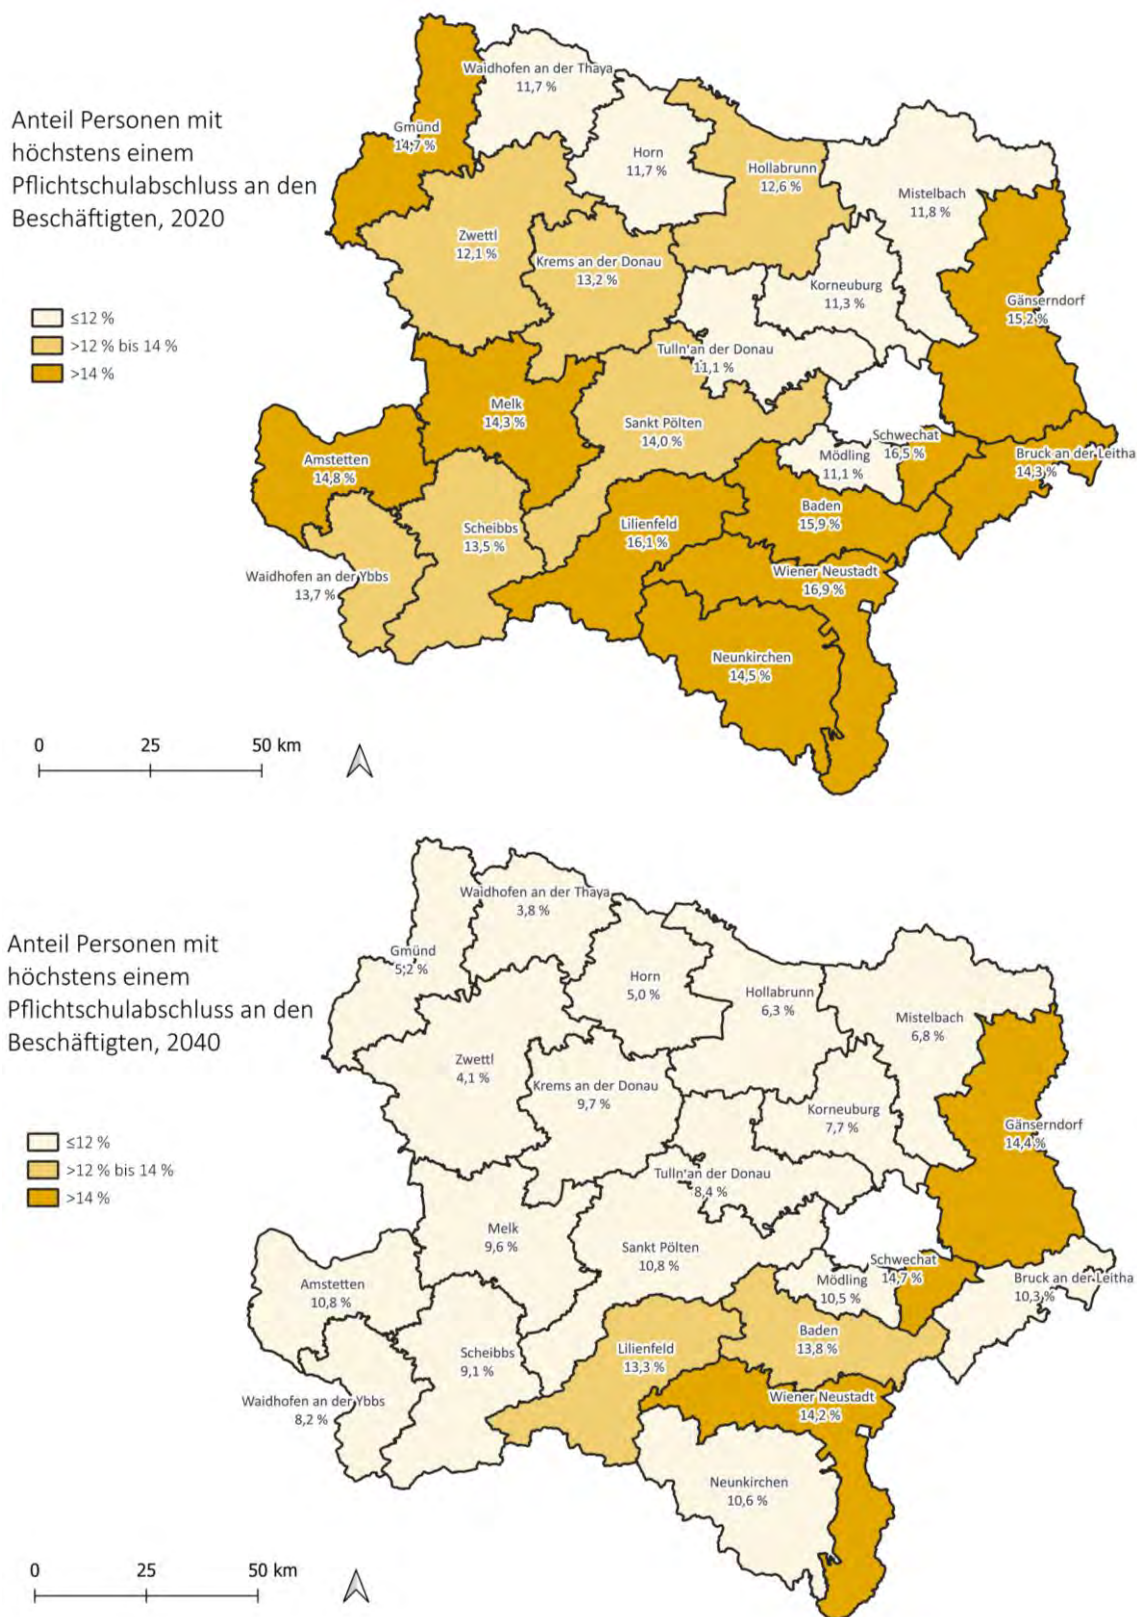 Anteil Personen mit
höchstens einem
Pflichtschulabschluss an den
Beschäftigten, 2020
≤12 %
>12 % bis 14 %
>14 %
Waidhofen an der Thaya
11,7 %
Gmünd
14,7 %
Horn
11,7 %
Hollabrunn
12,6 %
Mistelbach
11,8 %
Zwettl
12,1 %
Krems an der Donau
13,2 %
Korneuburg
11,3 %
Gänserndorf
15,2 %
Tulln an der Donau
11,1 %
Melk
14,3 %
Sankt Pölten
14,0 %
Schwechat
16,5 %
Mödling
11,1 %
Bruck an der Leitha
14,3 %
Amstetten
14,8 %
Baden
15,9 %
Scheibbs
13,5 %
Lilienfeld
16,1 %
Waidhofen an der Ybbs
13,7 %
Wiener Neustadt
16,9 %
Neunkirchen
14,5 %
0 25 50 km
Anteil Personen mit
höchstens einem
Pflichtschulabschluss an den
Beschäftigten, 2040
≤12 %
>12 % bis 14 %
>14 %
Waidhofen an der Thaya
3,8 %
Gmünd
5,2 %
Horn
5,0 %
Hollabrunn
6,3 %
Mistelbach
6,8 %
Zwettl
4,1 %
Krems an der Donau
9,7 %
Korneuburg
7,7 %
Gänserndorf
14,4 %
Tulln an der Donau
8,4 %
Melk
9,6 %
Sankt Pölten
10,8 %
Schwechat
14,7 %
Mödling
10,5 %
Bruck an der Leitha
10,3 %
Amstetten
10,8 %
Baden
13,8 %
Scheibbs
9,1 %
Lilienfeld
13,3 %
Waidhofen an der Ybbs
8,2 %
Wiener Neustadt
14,2 %
Neunkirchen
10,6 %
0 25 50 km